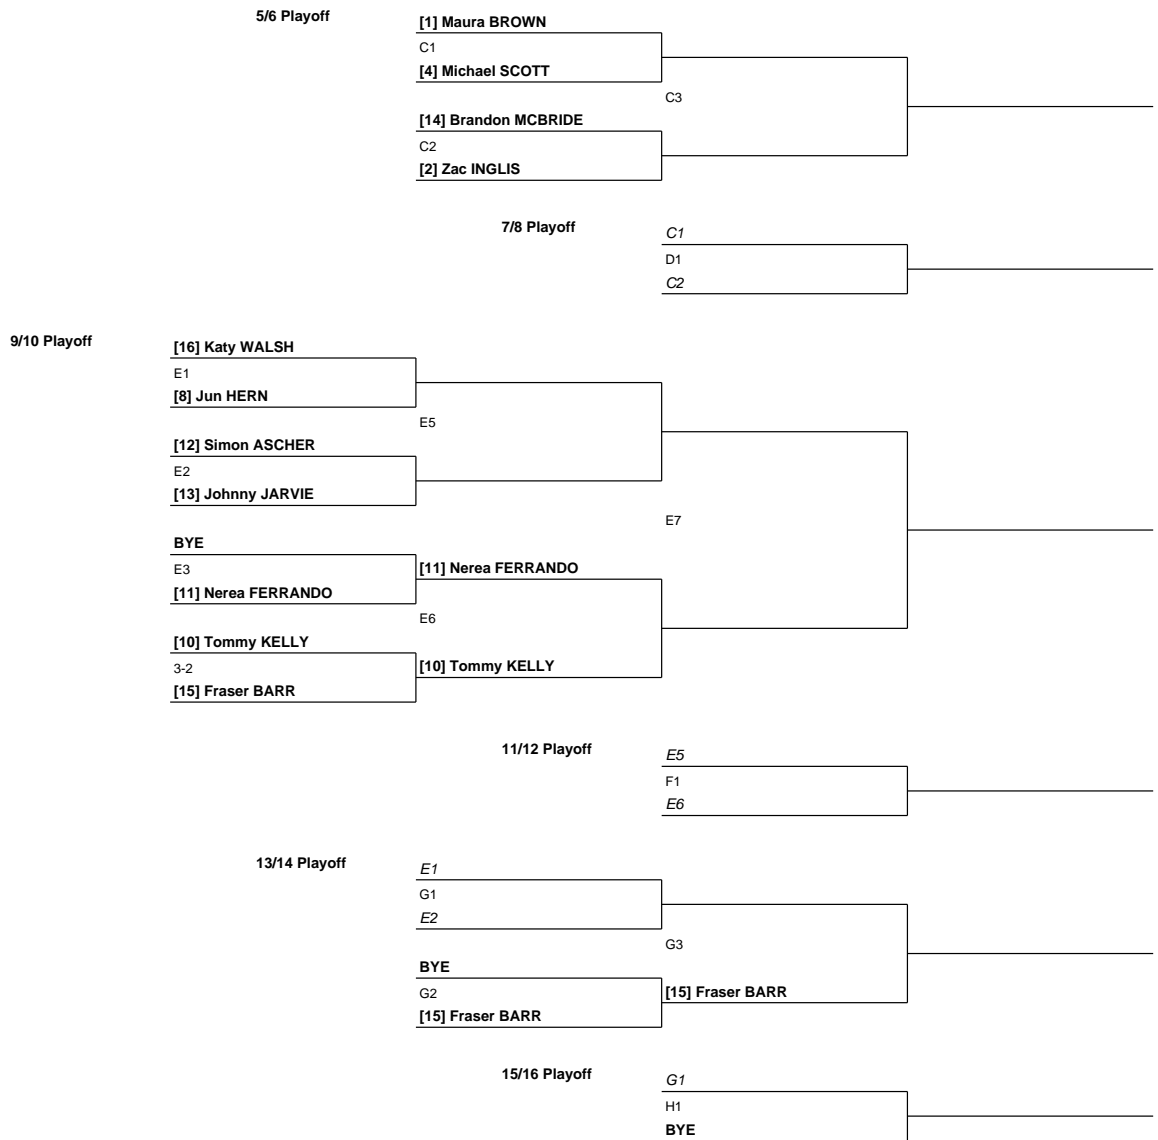 5/6 Playoff
[1] Maura BROWN
C1
[4] Michael SCOTT
C3
[14] Brandon MCBRIDE
C2
[2] Zac INGLIS
7/8 Playoff
C1
D1
C2
9/10 Playoff
[16] Katy WALSH
E1
[8] Jun HERN
E5
[12] Simon ASCHER
E2
[13] Johnny JARVIE
E7
BYE
E3
[11] Nerea FERRANDO
[11] Nerea FERRANDO
E6
[10] Tommy KELLY
3-2
[10] Tommy KELLY
[15] Fraser BARR
11/12 Playoff
E5
F1
E6
13/14 Playoff
E1
G1
E2
G3
BYE
G2
[15] Fraser BARR
[15] Fraser BARR
15/16 Playoff
G1
H1
BYE